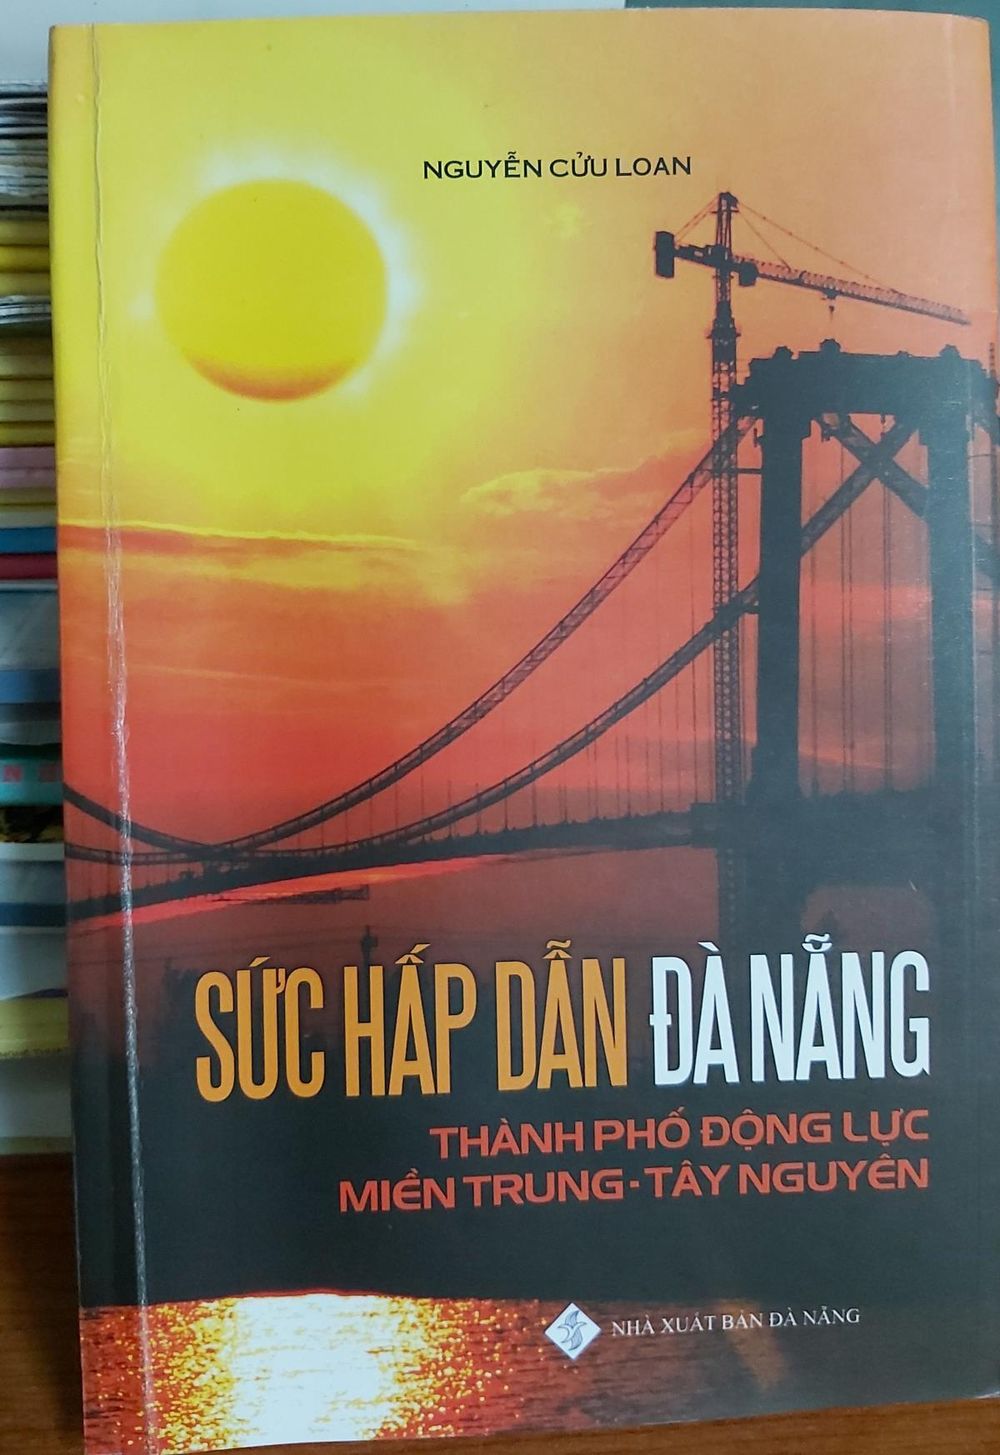 NGUYỄN CỬU LOAN
SỨC HẤP DẪN ĐÀ NẴNG
THÀNH PHỐ ĐỘNG LỰC
MIỀN TRUNG - TÂY NGUYÊN
NHÀ XUẤT BẢN ĐÀ NẴNG